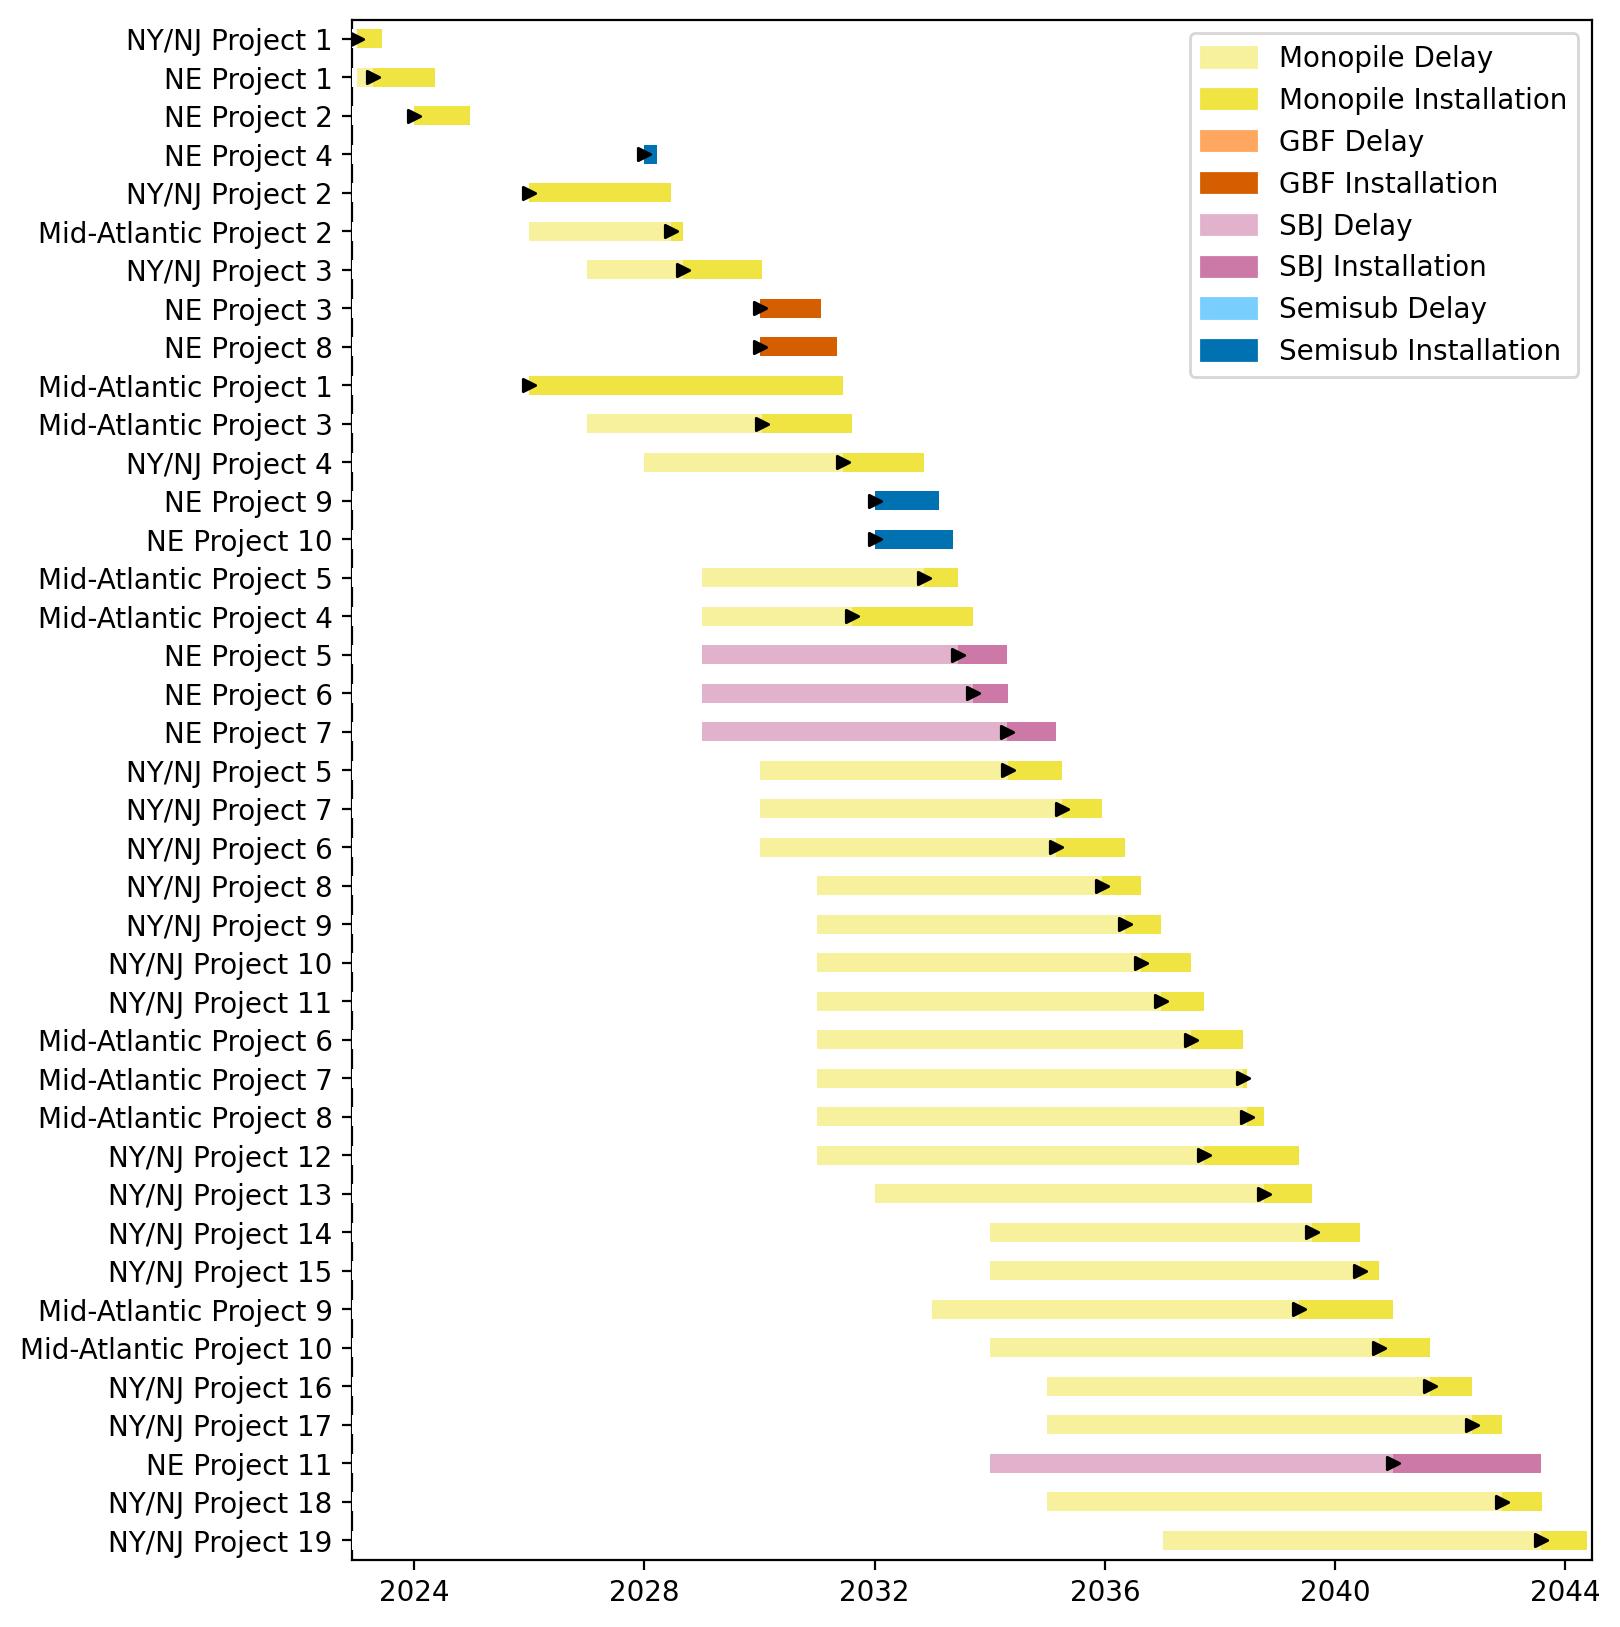 NY/NJ Project 1
NE Project 1
NE Project 2
NE Project 4
NY/NJ Project 2
Mid-Atlantic Project 2
NY/NJ Project 3
NE Project 3
NE Project 8
Mid-Atlantic Project 1
Mid-Atlantic Project 3
NY/NJ Project 4
NE Project 9
NE Project 10
Mid-Atlantic Project 5
Mid-Atlantic Project 4
NE Project 5
NE Project 6
NE Project 7
NY/NJ Project 5
NY/NJ Project 7
NY/NJ Project 6
NY/NJ Project 8
NY/NJ Project 9
NY/NJ Project 10
NY/NJ Project 11
Mid-Atlantic Project 6
Mid-Atlantic Project 7
Mid-Atlantic Project 8
NY/NJ Project 12
NY/NJ Project 13
NY/NJ Project 14
NY/NJ Project 15
Mid-Atlantic Project 9
Mid-Atlantic Project 10
NY/NJ Project 16
NY/NJ Project 17
NE Project 11
NY/NJ Project 18
NY/NJ Project 19
Monopile Delay
Monopile Installation
GBF Delay
GBF Installation
SBJ Delay
SBJ Installation
Semisub Delay
Semisub Installation
2024 2028 2032 2036 2040 2044